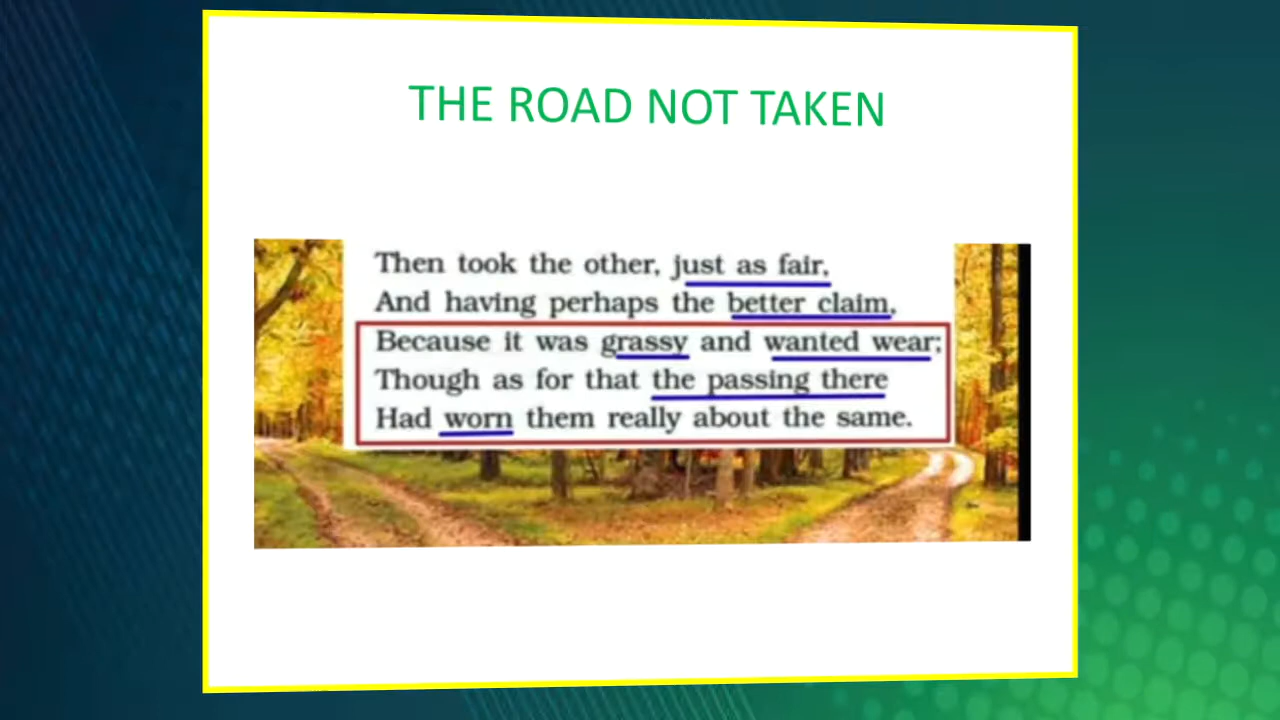 THE ROAD NOT TAKEN
Then took the other, just as fair,
And having perhaps the better claim,
Because it was grassy and wanted wear;
Though as for that the passing there
Had worn them really about the same.